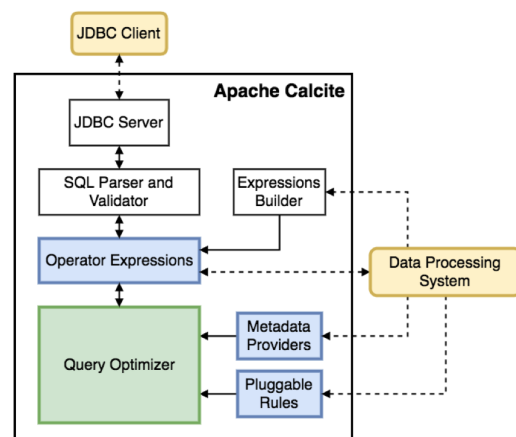 JDBC Client
Apache Calcite
JDBC Server
SQL Parser and
Validator
Expressions
Builder
Operator Expressions
Data Processing
System
Metadata
Providers
Query Optimizer
Pluggable
Rules